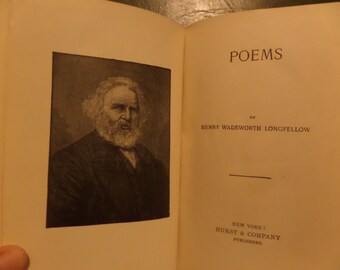 POEMS
BY
HENRY WADSWORTH LONGFELLOW
NEW YORK:
HURST & COMPANY
PUBLISHERS